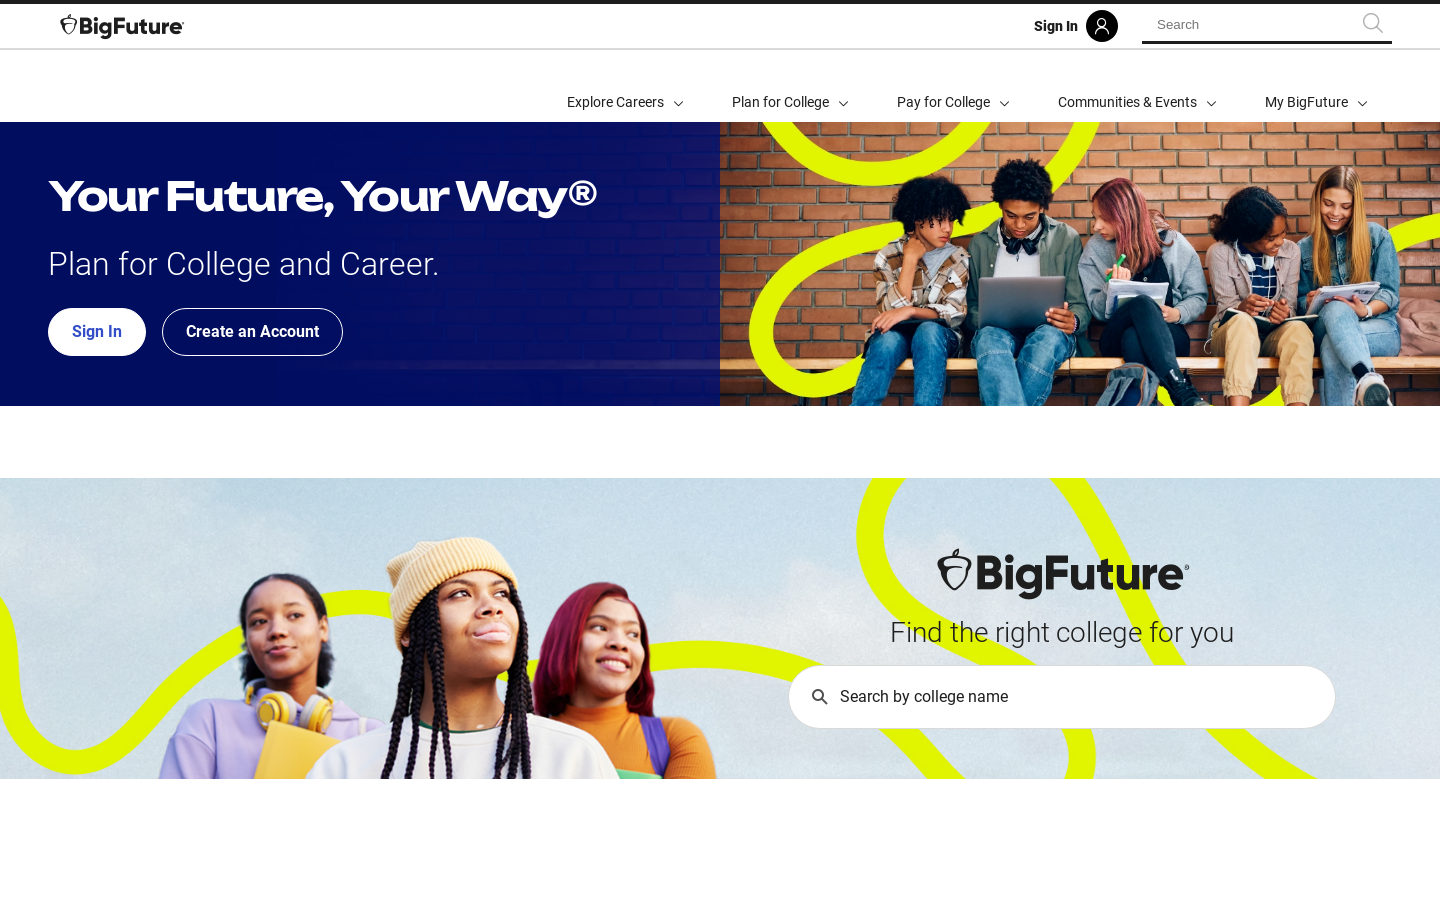 BigFuture®
Sign In
Search
Explore Careers
Plan for College
Pay for College
Communities & Events
My BigFuture
Your Future, Your Way®
Plan for College and Career.
Sign In
Create an Account
BigFuture®
Find the right college for you
Search by college name